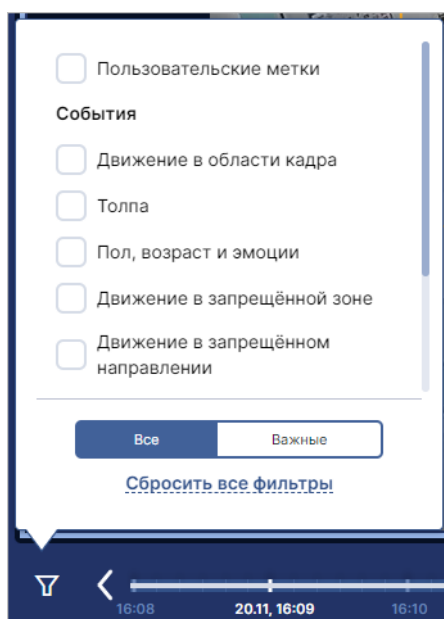 Пользовательские метки
События
Движение в области кадра
Толпа
Пол, возраст и эмоции
Движение в запрещённой зоне
Движение в запрещённом
направлении
Все Важные
Сбросить все фильтры
16:08 20.11, 16:09 16:10